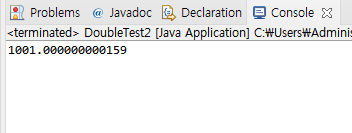 Problems @ Javadoc Declaration Console
<terminated> DoubleTest2 [Java Application] C:₩Users₩Adminis
1001.000000000159